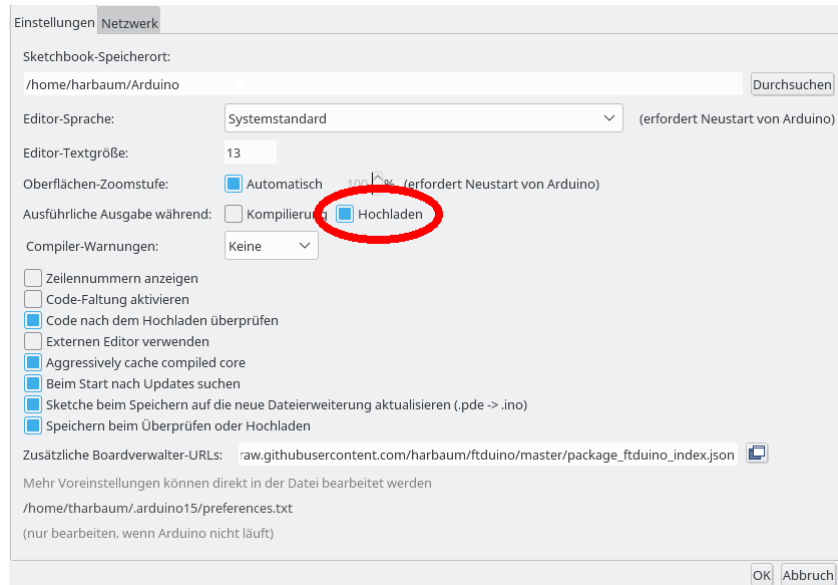 Einstellungen Netzwerk
Sketchbook-Speicherort:
/home/harbaum/Arduino Durchsuchen
Editor-Sprache: Systemstandard (erfordert Neustart von Arduino)
Editor-Textgröße: 13
Oberflächen-Zoomstufe: Automatisch 100 % (erfordert Neustart von Arduino)
Ausführliche Ausgabe während: Kompilierung Hochladen
Compiler-Warnungen: Keine
Zeilennummern anzeigen
Code-Faltung aktivieren
Code nach dem Hochladen überprüfen
Externen Editor verwenden
Aggressively cache compiled core
Beim Start nach Updates suchen
Sketche beim Speichern auf die neue Dateierweiterung aktualisieren (.pde -> .ino)
Speichern beim Überprüfen oder Hochladen
Zusätzliche Boardverwalter-URLs: raw.githubusercontent.com/harbaum/ftduino/master/package_ftduino_index.json
Mehr Voreinstellungen können direkt in der Datei bearbeitet werden
/home/tharbaum/.arduino15/preferences.txt
(nur bearbeiten, wenn Arduino nicht läuft)
OK Abbruch